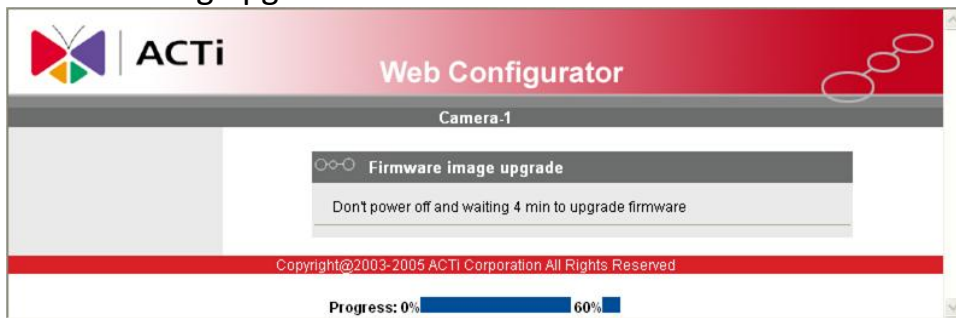 ACTi
Web Configurator
Camera-1
Firmware image upgrade
Don't power off and waiting 4 min to upgrade firmware
Copyright@2003-2005 ACTi Corporation All Rights Reserved
Progress: 0% 60%